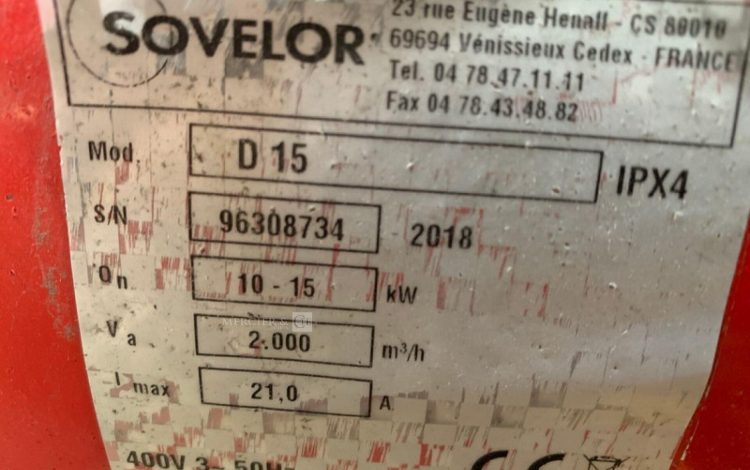 SOVELOR
23 rue Eugène Henaff - CS 80010
69694 Vénissieux Cedex - FRANCE
Tel. 04 78.47.11.11
Fax 04 78.43.48.82
Mod. D 15 IPX4
S/N 96308734 2018
Qn 10 - 15 kW
MERCIER &
Va 2.000 m³/h
I max 21,0 A
400V 3~ 50Hz
CE